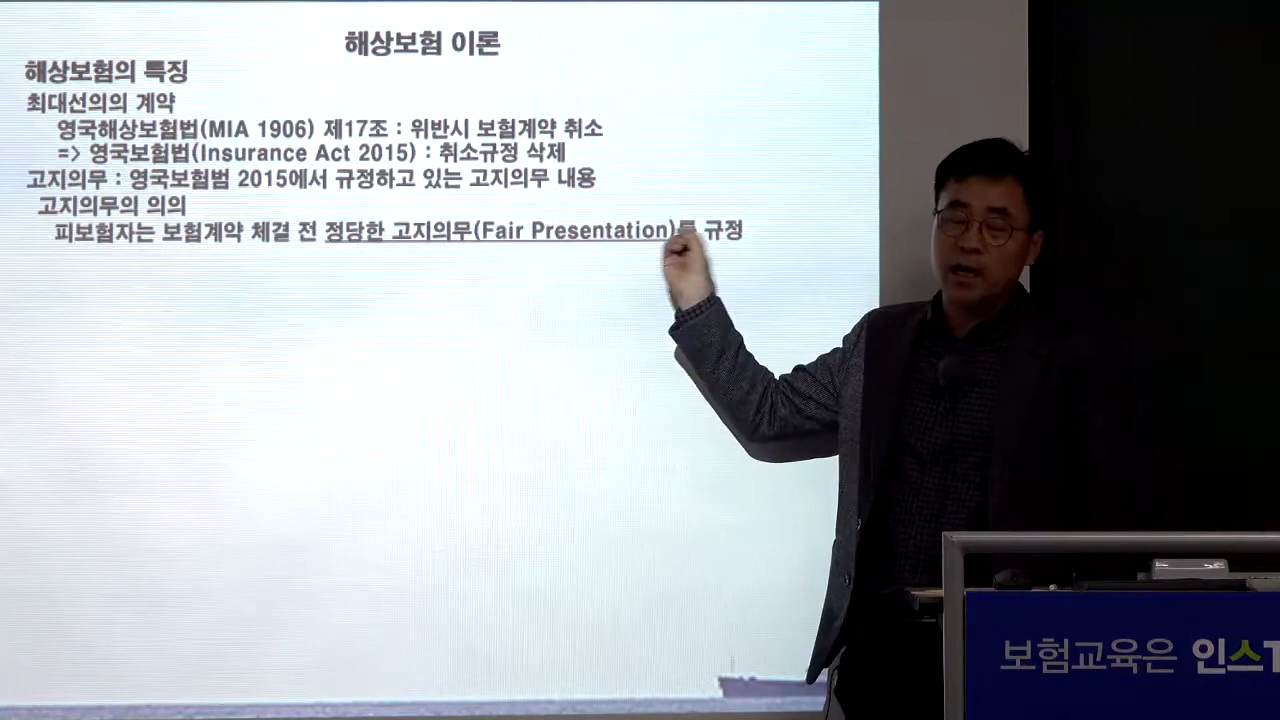 해상보험 이론
해상보험의 특징
최대선의의 계약
영국해상보험법(MIA 1906) 제17조 : 위반시 보험계약 취소
=> 영국보험법(Insurance Act 2015) : 취소규정 삭제
고지의무 : 영국보험법 2015에서 규정하고 있는 고지의무 내용
고지의무의 의의
피보험자는 보험계약 체결 전 정당한 고지의무(Fair Presentation)를 규정
보험교육은 인스